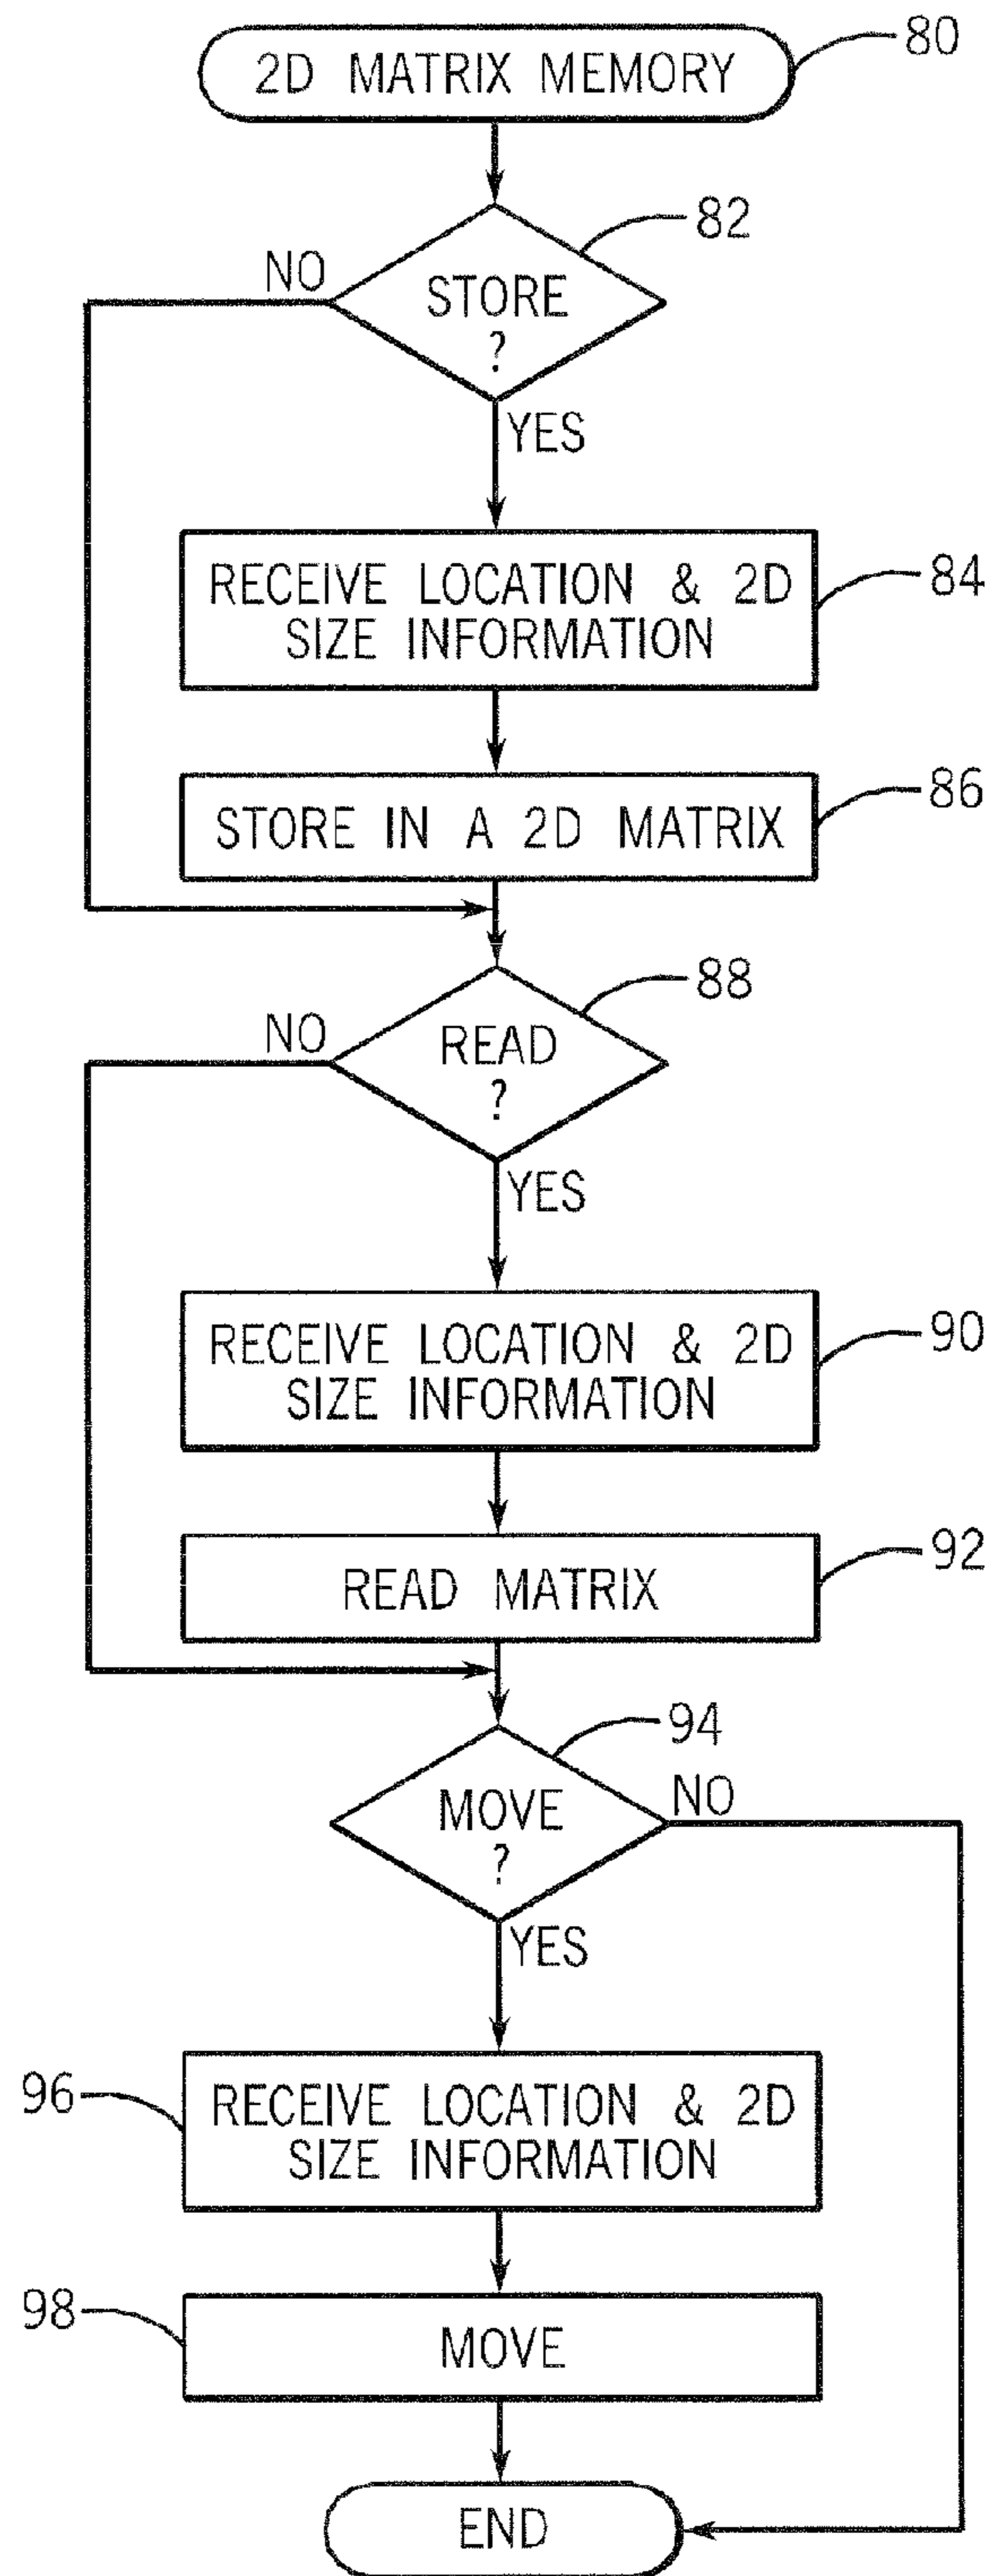 2D MATRIX MEMORY
80
82
NO
STORE
?
YES
RECEIVE LOCATION & 2D
SIZE INFORMATION
84
STORE IN A 2D MATRIX
86
88
NO
READ
?
YES
RECEIVE LOCATION & 2D
SIZE INFORMATION
90
READ MATRIX
92
94
MOVE
?
NO
YES
96
RECEIVE LOCATION & 2D
SIZE INFORMATION
98
MOVE
END